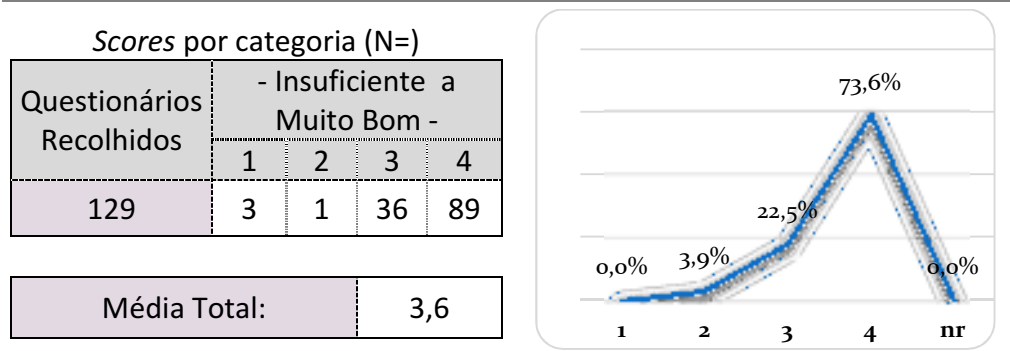 Scores por categoria (N=)
Questionários
Recolhidos
- Insuficiente a
Muito Bom -
1 2 3 4
129 3 1 36 89
Média Total: 3,6
73,6%
22,5%
3,9%
0,0%
0,0%
1 2 3 4 nr